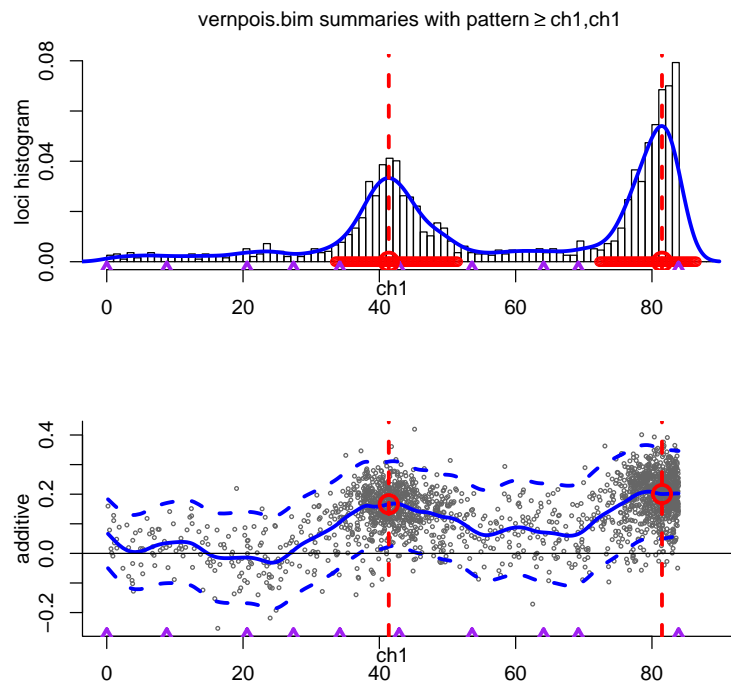 vernpois.bim summaries with pattern ≥ ch1,ch1
loci histogram
0.08
0.04
0.00
ch1
0 20 40 60 80
additive
0.4
0.2
0.0
−0.2
ch1
0 20 40 60 80